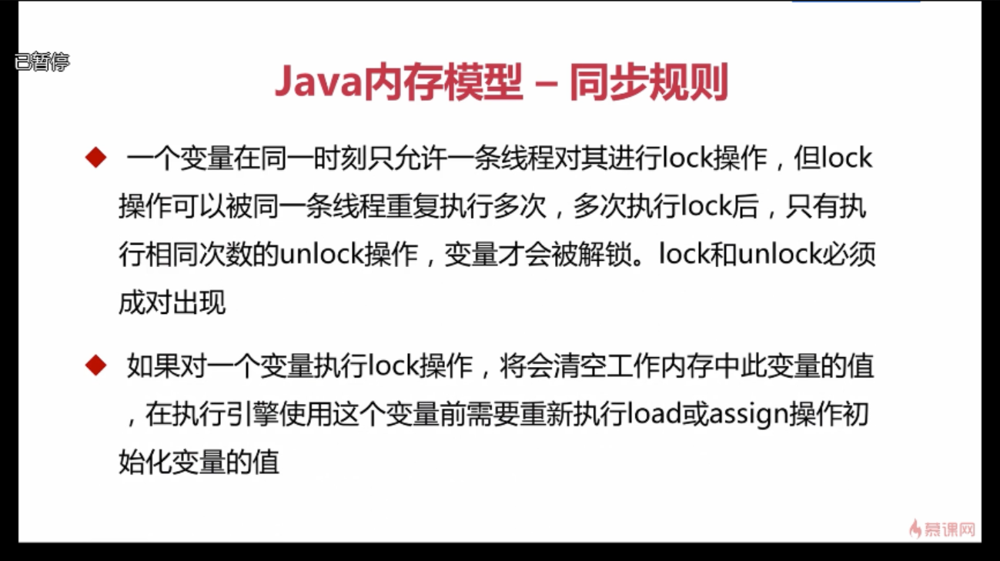 已暂停
Java内存模型 – 同步规则
一个变量在同一时刻只允许一条线程对其进行lock操作，但lock
操作可以被同一条线程重复执行多次，多次执行lock后，只有执
行相同次数的unlock操作，变量才会被解锁。lock和unlock必须
成对出现
如果对一个变量执行lock操作，将会清空工作内存中此变量的值
，在执行引擎使用这个变量前需要重新执行load或assign操作初
始化变量的值
慕课网